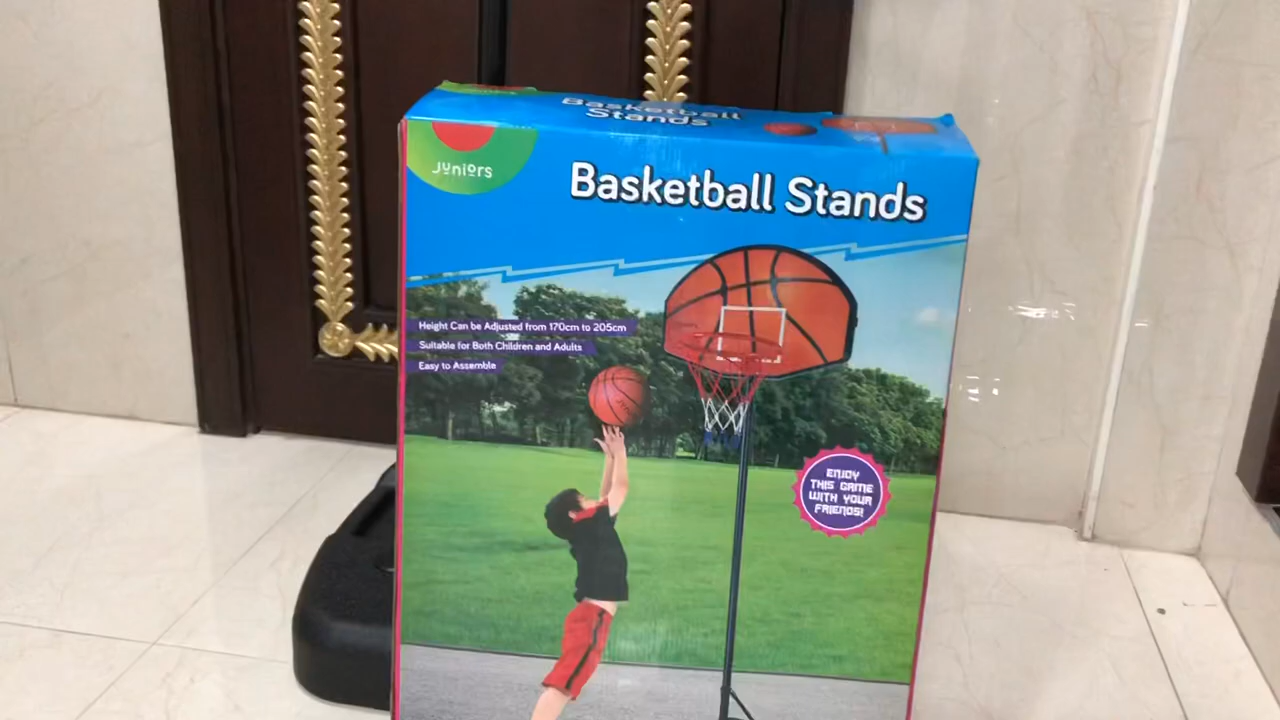 Basketball
Stands
Juniors
Basketball Stands
Height Can be Adjusted from 170cm to 205cm
Suitable for Both Children and Adults
Easy to Assemble
ENJOY
THIS GAME
WITH YOUR
FRIENDS!